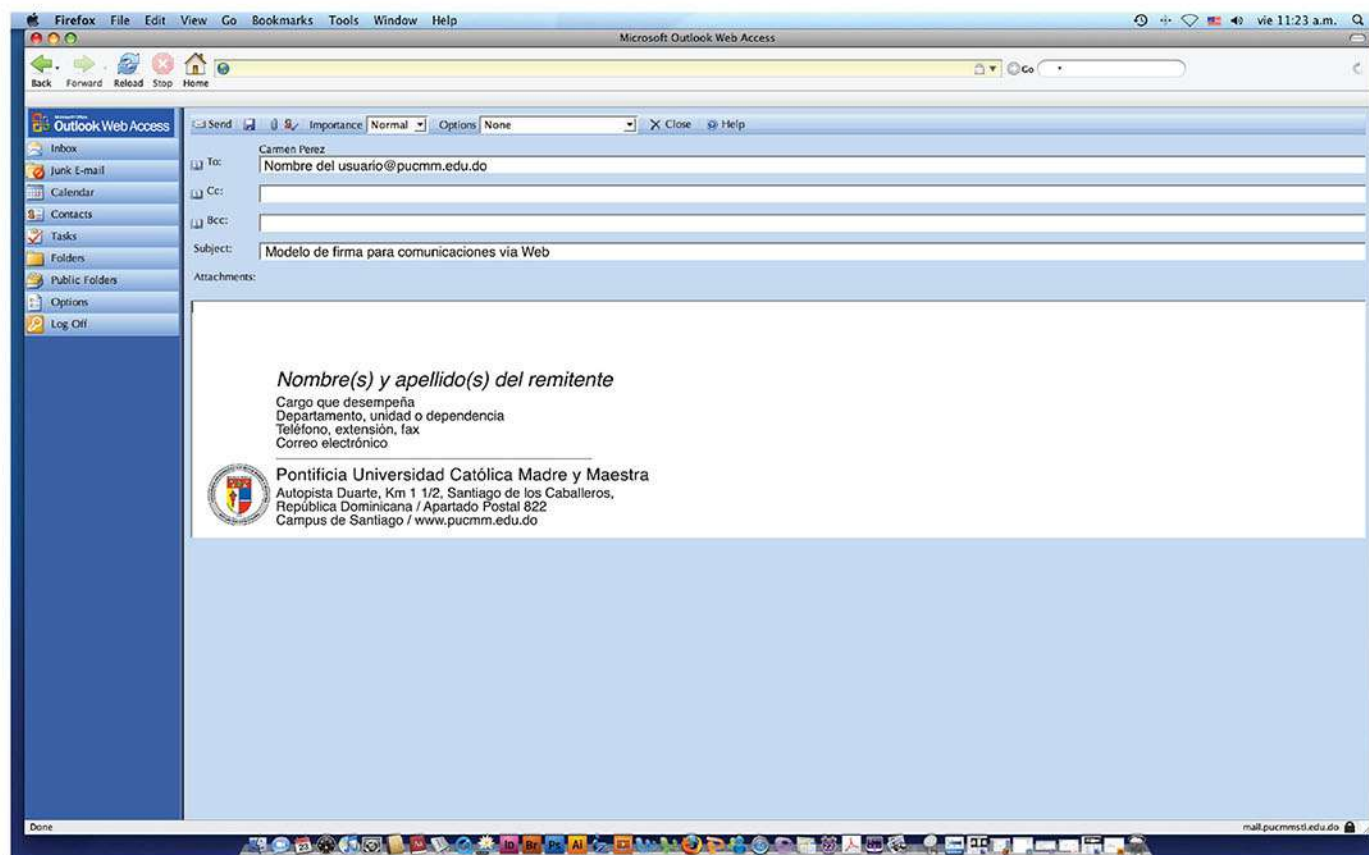 Firefox File Edit View Go Bookmarks Tools Window Help vie 11:23 a.m.
Microsoft Outlook Web Access
Back Forward Reload Stop Home Go
Outlook Web Access
Send Importance Normal Options None Close Help
Inbox
Junk E-mail
Calendar
Contacts
Tasks
Folders
Public Folders
Options
Log Off
Carmen Perez
To: Nombre del usuario@pucmm.edu.do
Cc:
Bcc:
Subject: Modelo de firma para comunicaciones via Web
Attachments:
Nombre(s) y apellido(s) del remitente
Cargo que desempeña
Departamento, unidad o dependencia
Teléfono, extensión, fax
Correo electrónico
Pontificia Universidad Católica Madre y Maestra
Autopista Duarte, Km 1 1/2, Santiago de los Caballeros,
República Dominicana / Apartado Postal 822
Campus de Santiago / www.pucmm.edu.do
Done mail.pucmmsti.edu.do
ID Br Ps Ai